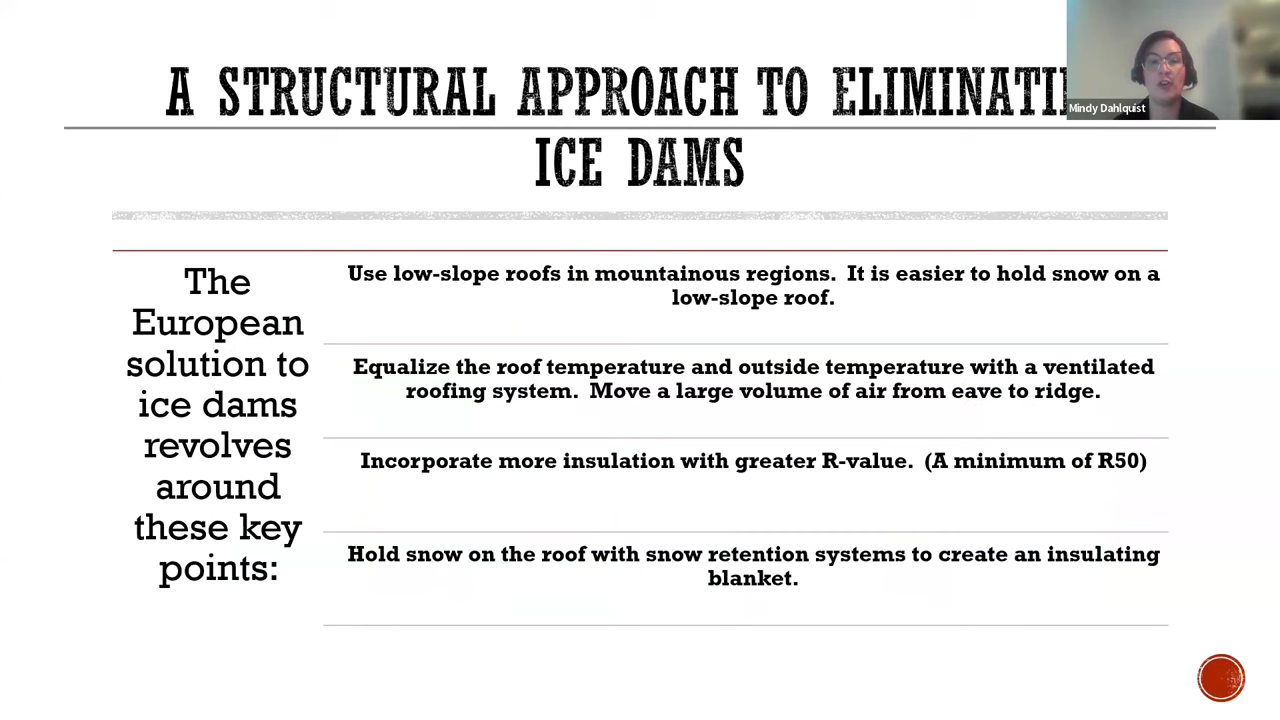 A STRUCTURAL APPROACH TO
ICE DAMS
Mindy Dahlquist
The
European
solution to
ice dams
revolves
around
these key
points:
Use low-slope roofs in mountainous regions.  It is easier to hold snow on a
low-slope roof.
Equalize the roof temperature and outside temperature with a ventilated
roofing system.  Move a large volume of air from eave to ridge.
Incorporate more insulation with greater R-value.  (A minimum of R50)
Hold snow on the roof with snow retention systems to create an insulating
blanket.